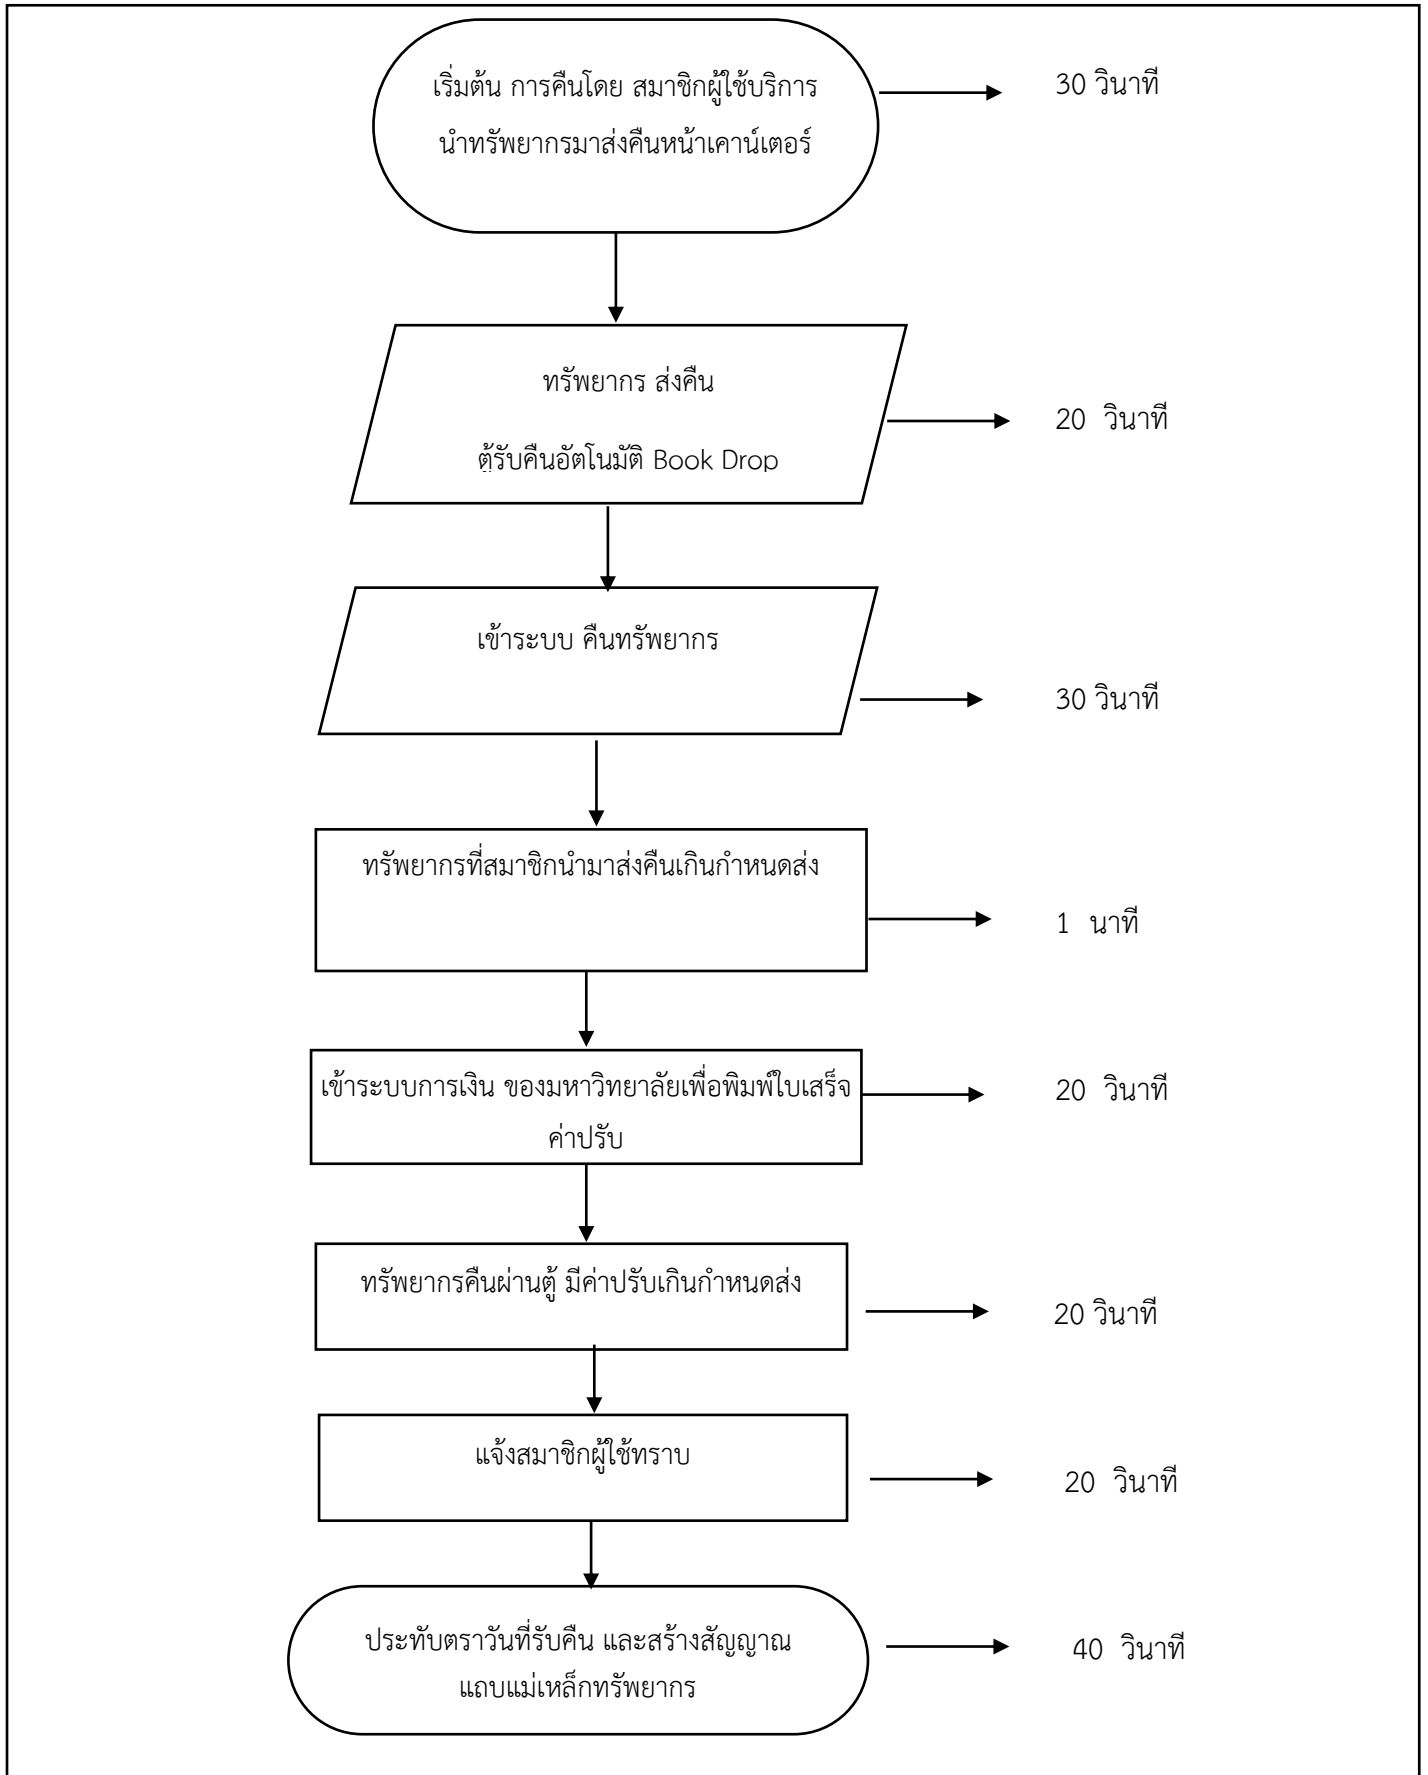 เริ่มต้น การคืนโดย สมาชิกผู้ใช้บริการ
นำทรัพยากรมาส่งคืนหน้าเคาน์เตอร์
30 วินาที
ทรัพยากร ส่งคืน
ตู้รับคืนอัตโนมัติ Book Drop
20 วินาที
เข้าระบบ คืนทรัพยากร
30 วินาที
ทรัพยากรที่สมาชิกนำมาส่งคืนเกินกำหนดส่ง
1 นาที
เข้าระบบการเงิน ของมหาวิทยาลัยเพื่อพิมพ์ใบเสร็จ
ค่าปรับ
20 วินาที
ทรัพยากรคืนผ่านตู้ มีค่าปรับเกินกำหนดส่ง
20 วินาที
แจ้งสมาชิกผู้ใช้ทราบ
20 วินาที
ประทับตราวันที่รับคืน และสร้างสัญญาณ
แถบแม่เหล็กทรัพยากร
40 วินาที